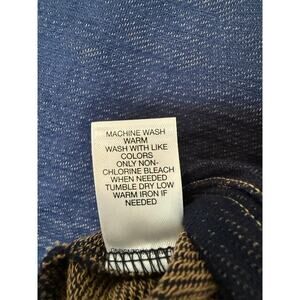 MACHINE WASH
WARM
WASH WITH LIKE
COLORS
ONLY NON-
CHLORINE BLEACH
WHEN NEEDED
TUMBLE DRY LOW
WARM IRON IF
NEEDED